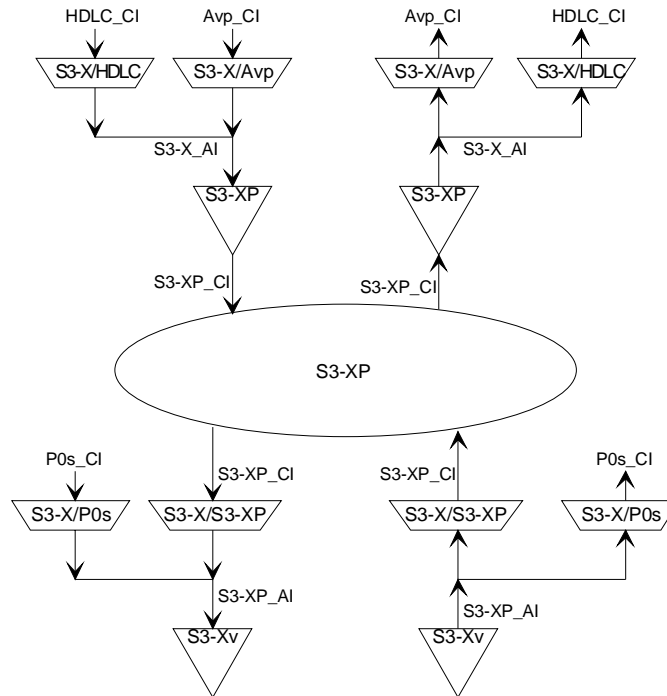 HDLC_CI
Avp_CI
Avp_CI
HDLC_CI
S3-X/HDLC
S3-X/Avp
S3-X/Avp
S3-X/HDLC
S3-X_AI
S3-X_AI
S3-XP
S3-XP
S3-XP_CI
S3-XP_CI
S3-XP
P0s_CI
S3-XP_CI
S3-XP_CI
P0s_CI
S3-X/P0s
S3-X/S3-XP
S3-X/S3-XP
S3-X/P0s
S3-XP_AI
S3-XP_AI
S3-Xv
S3-Xv